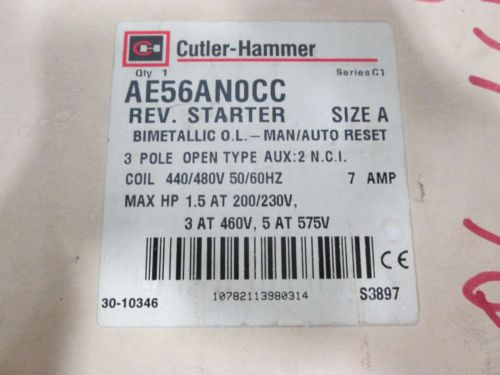 Cutler-Hammer
Qty 1 Series C1
AE56AN0CC
REV. STARTER SIZE A
BIMETALLIC O.L. - MAN/AUTO RESET
3 POLE OPEN TYPE AUX: 2 N.C.I.
COIL 440/480V 50/60HZ 7 AMP
MAX HP 1.5 AT 200/230V,
3 AT 460V, 5 AT 575V
CE
30-10346 10782113980314 S3897